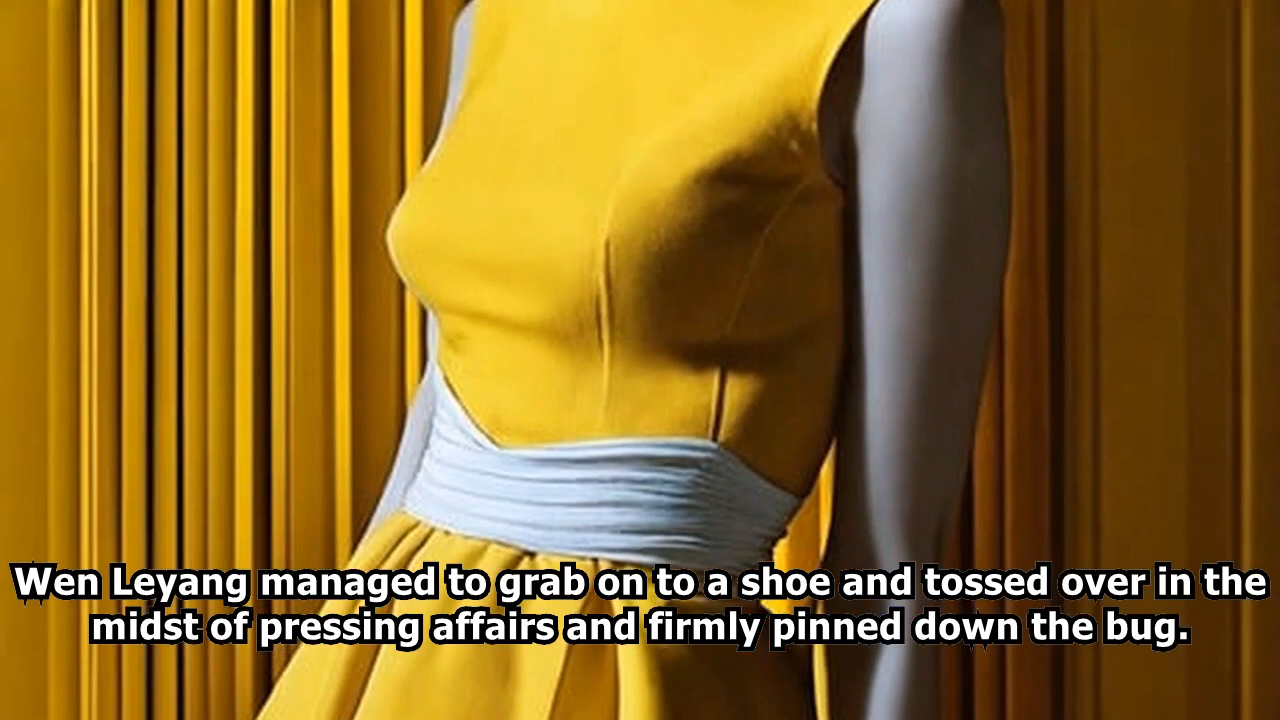 Wen Leyang managed to grab on to a shoe and tossed over in the
midst of pressing affairs and firmly pinned down the bug.